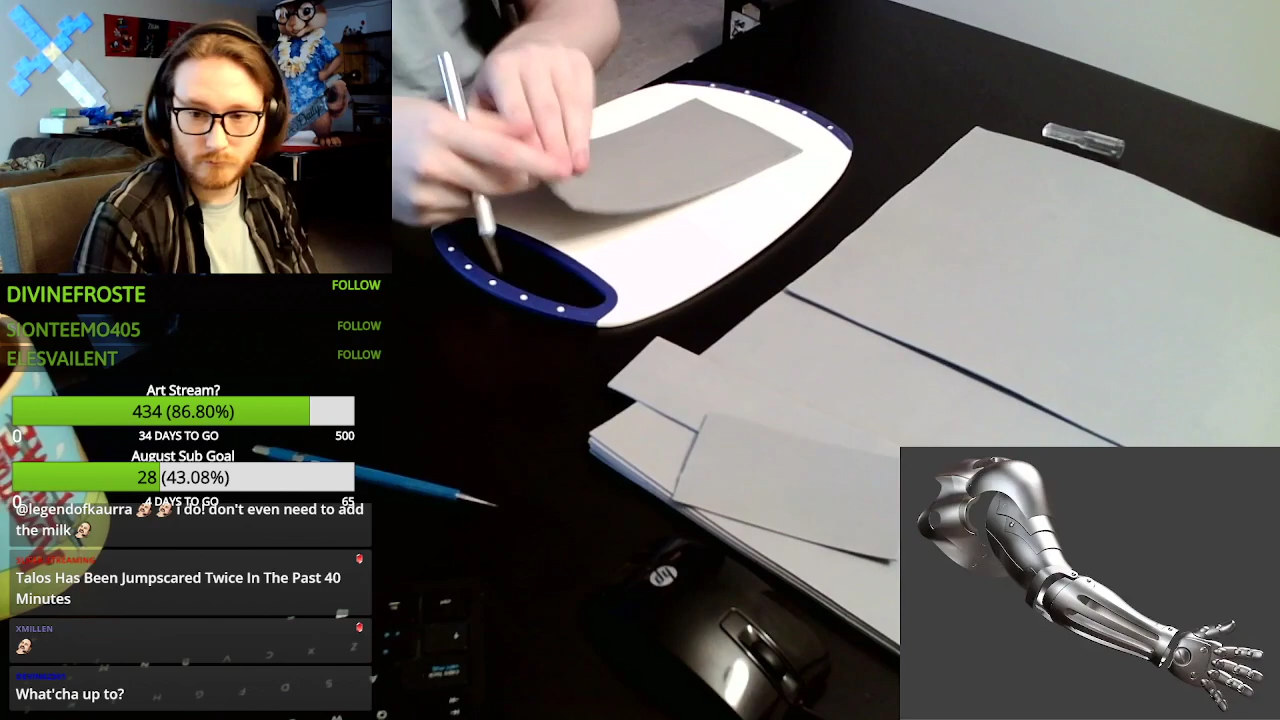 DIVINEFROSTE FOLLOW
SIONTEEMO405 FOLLOW
ELESVAILENT FOLLOW
Art Stream?
434 (86.80%)
0 34 DAYS TO GO 500
August Sub Goal
28 (43.08%)
0 4 DAYS TO GO 65
@legendofkaurra i do! don't even need to add
the milk
Talos Has Been Jumpscared Twice In The Past 40
Minutes
XMILLEN
What'cha up to?
hp